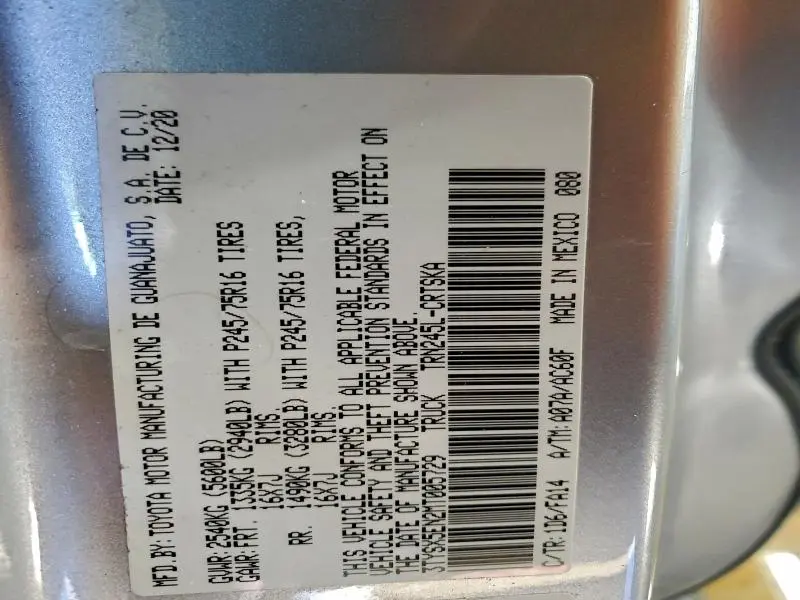 MFD.BY: TOYOTA MOTOR MANUFACTURING DE GUANAJUATO, S.A. DE C.V.
DATE: 12/20
GVWR: 2540KG (5600LB)
GAWR: FRT. 1335KG (2940LB) WITH P245/75R16 TIRES
16X7J RIMS.
RR. 1490KG (3280LB) WITH P245/75R16 TIRES,
16X7J RIMS.
THIS VEHICLE CONFORMS TO ALL APPLICABLE FEDERAL MOTOR
VEHICLE SAFETY AND THEFT PREVENTION STANDARDS IN EFFECT ON
THE DATE OF MANUFACTURE SHOWN ABOVE.
3TYSX5EN2MT005729 TRUCK TRN245L-CRTSKA
C/TR: 1D6/FA14 A/TM: A07A/AC60F MADE IN MEXICO 080